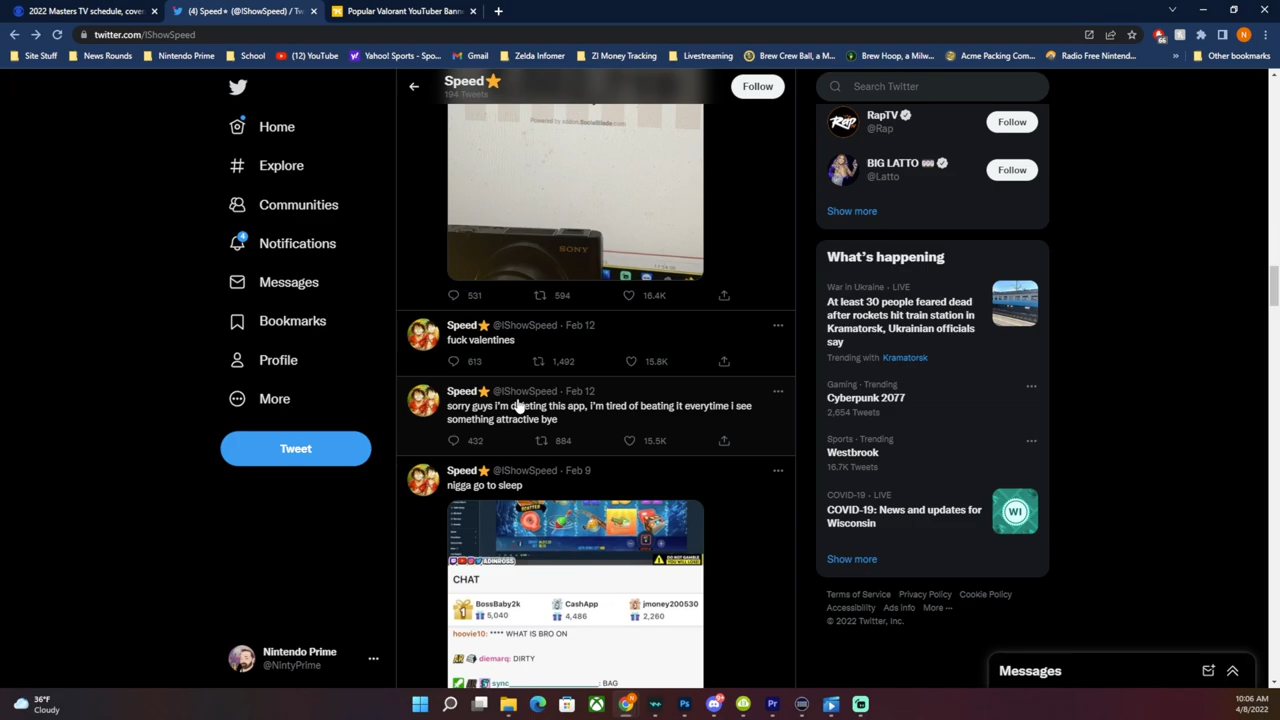 2022 Masters TV schedule, covera
(4) Speed⭐ (@IShowSpeed) / Twi
Popular Valorant YouTuber Banne
twitter.com/IShowSpeed
Site Stuff
News Rounds
Nintendo Prime
School
(12) YouTube
Yahoo! Sports - Spo...
Gmail
Zelda Infomer
ZI Money Tracking
Livestreaming
Brew Crew Ball, a M...
Brew Hoop, a Milw...
Acme Packing Com...
Radio Free Nintend...
Other bookmarks
Speed⭐
194 Tweets
Follow
Search Twitter
Home
Explore
Communities
Notifications
4
Messages
Bookmarks
Profile
More
Tweet
Nintendo Prime
@NintyPrime
SONY
531 594 16.4K
Speed⭐ @IShowSpeed · Feb 12
fuck valentines
613 1,492 15.8K
Speed⭐ @IShowSpeed · Feb 12
sorry guys i'm deleting this app, i'm tired of beating it everytime i see
something attractive bye
432 884 15.5K
Speed⭐ @IShowSpeed · Feb 9
nigga go to sleep
CHAT
BossBaby2k
5,040
CashApp
4,486
jmoney200530
2,260
hoovie10: **** WHAT IS BRO ON
diemarq: DIRTY
: BAG
RapTV
@Rap
Follow
BIG LATTO
@Latto
Follow
Show more
What's happening
War in Ukraine · LIVE
At least 30 people feared dead
after rockets hit train station in
Kramatorsk, Ukrainian officials
say
Trending with Kramatorsk
Gaming · Trending
Cyberpunk 2077
2,654 Tweets
Sports · Trending
Westbrook
16.7K Tweets
COVID-19 · LIVE
COVID-19: News and updates for
Wisconsin
WI
Show more
Terms of Service Privacy Policy Cookie Policy
Accessibility Ads info More ···
© 2022 Twitter, Inc.
Messages
36°F
Cloudy
10:06 AM
4/8/2022